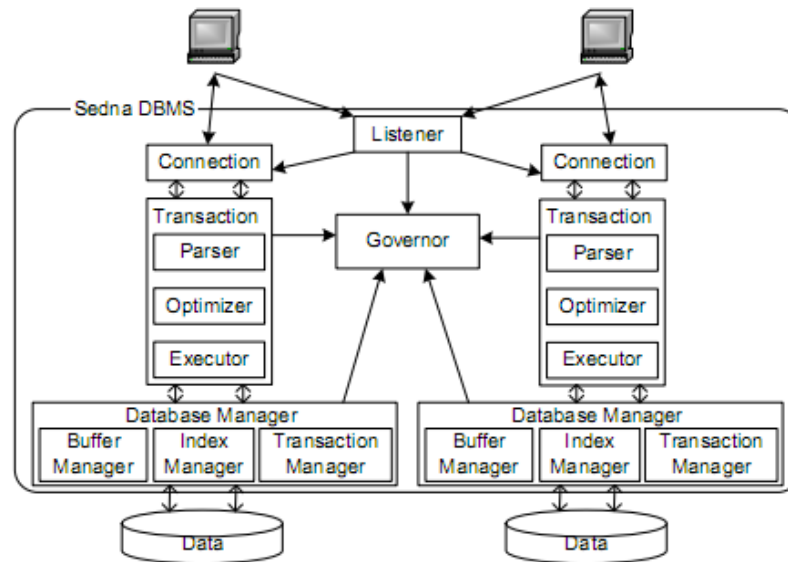 Sedna DBMS
Listener
Connection
Connection
Transaction
Parser
Optimizer
Executor
Governor
Transaction
Parser
Optimizer
Executor
Database Manager
Buffer
Manager
Index
Manager
Transaction
Manager
Database Manager
Buffer
Manager
Index
Manager
Transaction
Manager
Data
Data